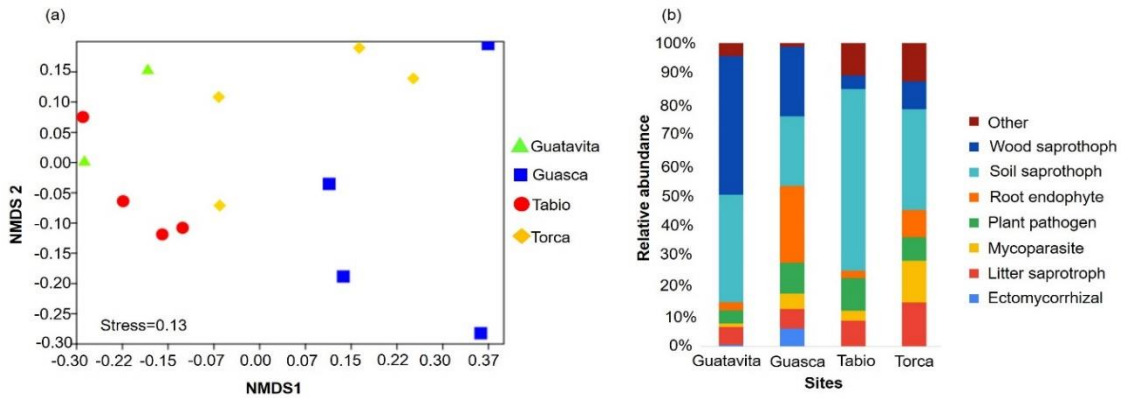 (a)
NMDS 2
0.15
0.10
0.05
0.00
-0.05
-0.10
-0.15
-0.20
-0.25
-0.30
Stress=0.13
-0.30 -0.22 -0.15 -0.07 0.00 0.07 0.15 0.22 0.30 0.37
NMDS1
Guatavita
Guasca
Tabio
Torca
(b)
Relative abundance
100%
90%
80%
70%
60%
50%
40%
30%
20%
10%
0%
Guatavita Guasca Tabio Torca
Sites
Other
Wood saprothoph
Soil saprothoph
Root endophyte
Plant pathogen
Mycoparasite
Litter saprotroph
Ectomycorrhizal